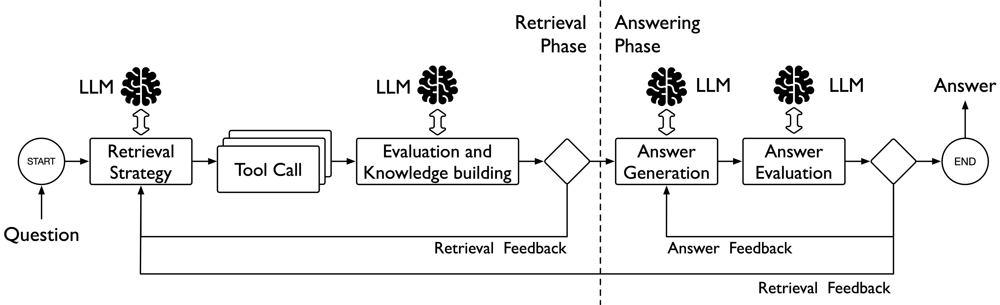 Retrieval
Phase
Answering
Phase
LLM
LLM
LLM
LLM
Answer
START
Retrieval
Strategy
Tool Call
Evaluation and
Knowledge building
Answer
Generation
Answer
Evaluation
END
Question
Retrieval Feedback
Answer Feedback
Retrieval Feedback